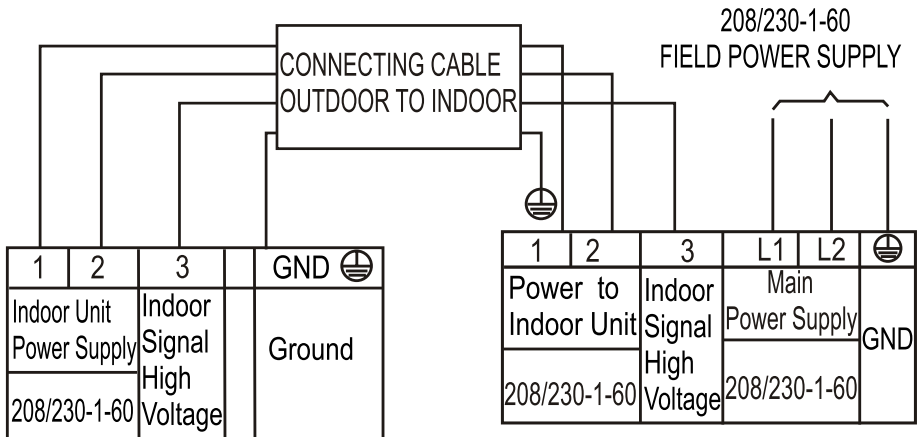 208/230-1-60
FIELD POWER SUPPLY
CONNECTING CABLE
OUTDOOR TO INDOOR
1 2 3 GND
Indoor Unit
Power Supply
208/230-1-60
Indoor
Signal
High
Voltage
Ground
1 2 3 L1 L2
Power to
Indoor Unit
208/230-1-60
Indoor
Signal
High
Voltage
Main
Power Supply
208/230-1-60
GND